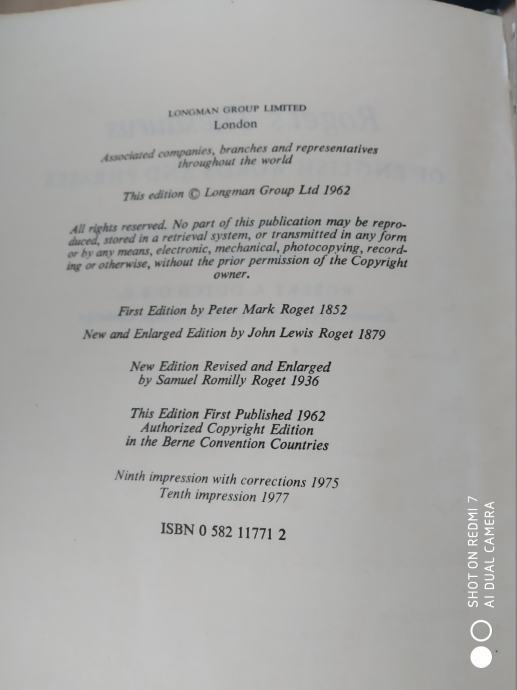 LONGMAN GROUP LIMITED
London
Associated companies, branches and representatives
throughout the world
This edition © Longman Group Ltd 1962
All rights reserved. No part of this publication may be repro-
duced, stored in a retrieval system, or transmitted in any form
or by any means, electronic, mechanical, photocopying, record-
ing or otherwise, without the prior permission of the Copyright
owner.
First Edition by Peter Mark Roget 1852
New and Enlarged Edition by John Lewis Roget 1879
New Edition Revised and Enlarged
by Samuel Romilly Roget 1936
This Edition First Published 1962
Authorized Copyright Edition
in the Berne Convention Countries
Ninth impression with corrections 1975
Tenth impression 1977
ISBN 0 582 11771 2
SHOT ON REDMI 7
AI DUAL CAMERA